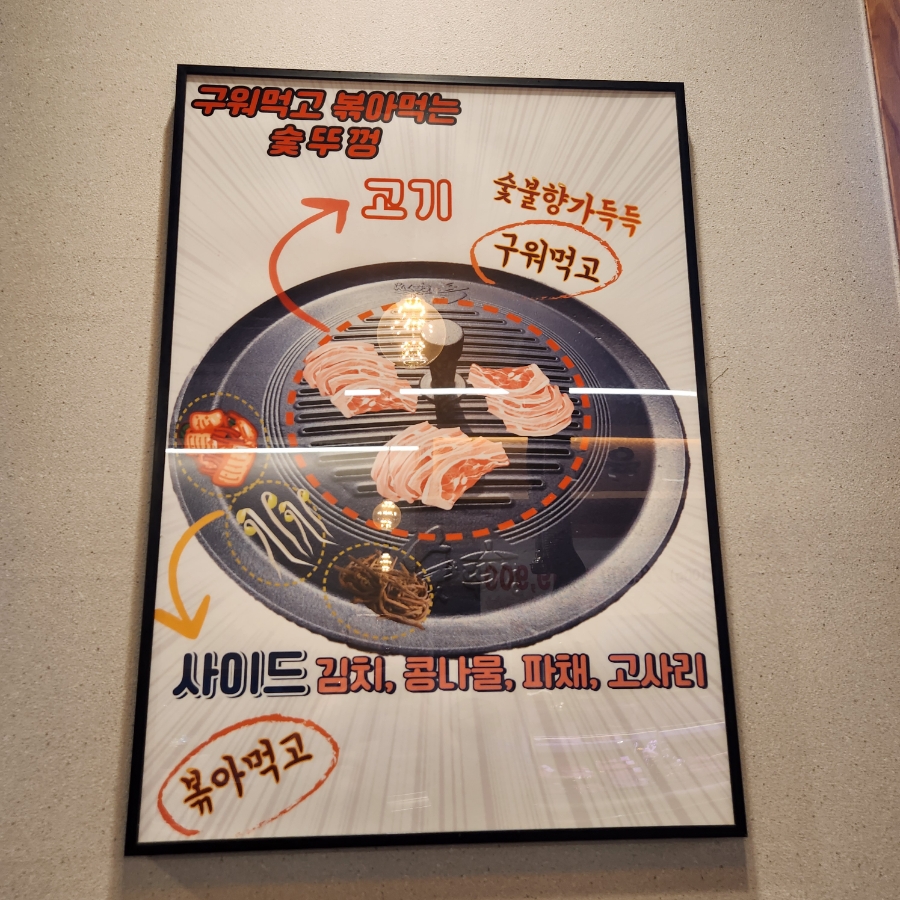 구워먹고 볶아먹는
숯뚜껑
고기
숯불향가득득
구워먹고
사이드 김치, 콩나물, 파채, 고사리
볶아먹고